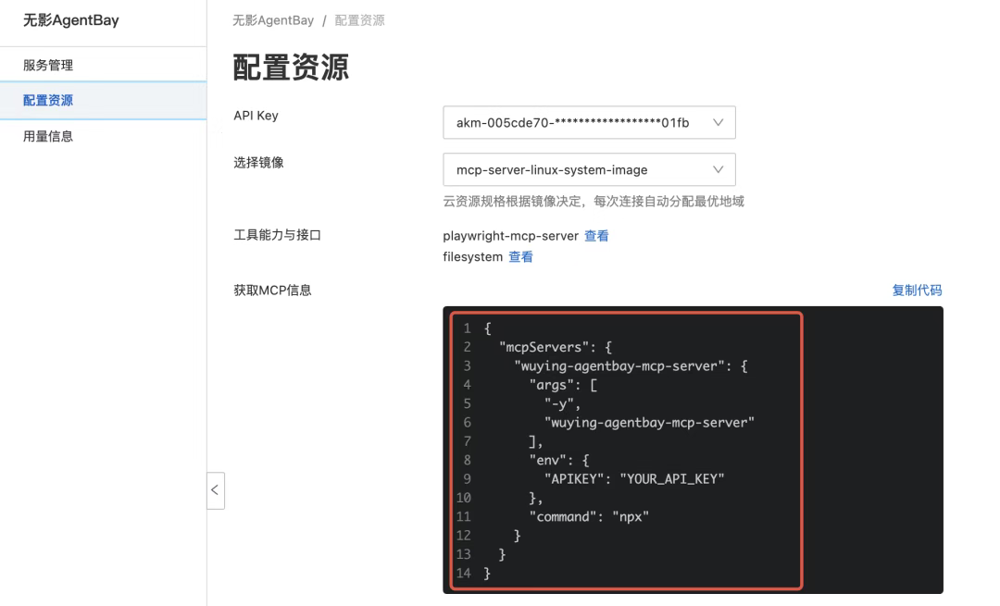 无影AgentBay
服务管理
配置资源
用量信息
无影AgentBay / 配置资源
配置资源
API Key
akm-005cde70-******************01fb
选择镜像
mcp-server-linux-system-image
云资源规格根据镜像决定，每次连接自动分配最优地域
工具能力与接口
playwright-mcp-server 查看
filesystem 查看
获取MCP信息
复制代码
1 {
2   "mcpServers": {
3     "wuying-agentbay-mcp-server": {
4       "args": [
5         "-y",
6         "wuying-agentbay-mcp-server"
7       ],
8       "env": {
9         "APIKEY": "YOUR_API_KEY"
10       },
11       "command": "npx"
12     }
13   }
14 }